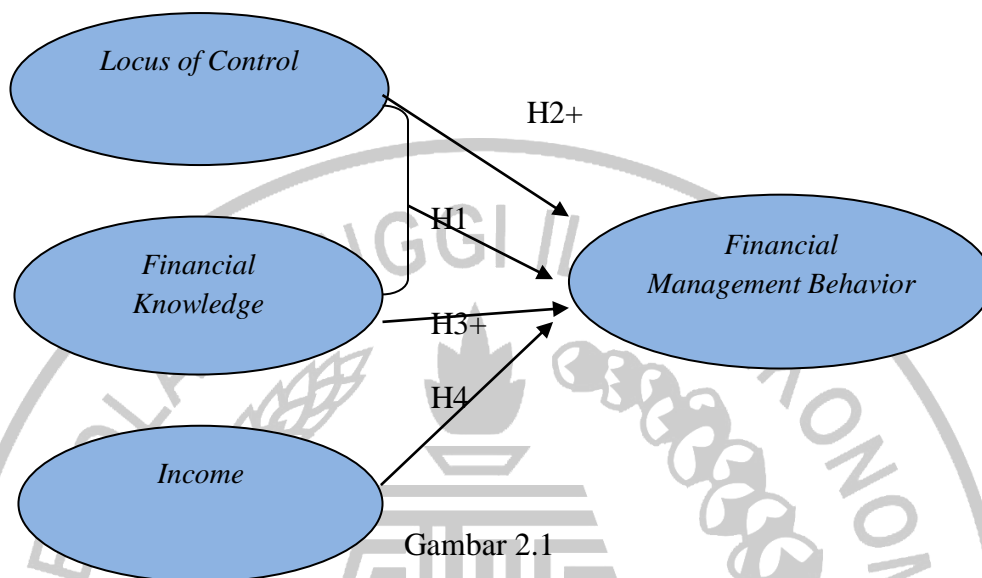 Locus of Control
H2+
H1
Financial
Knowledge
Financial
Management Behavior
H3+
H4
Income
Gambar 2.1